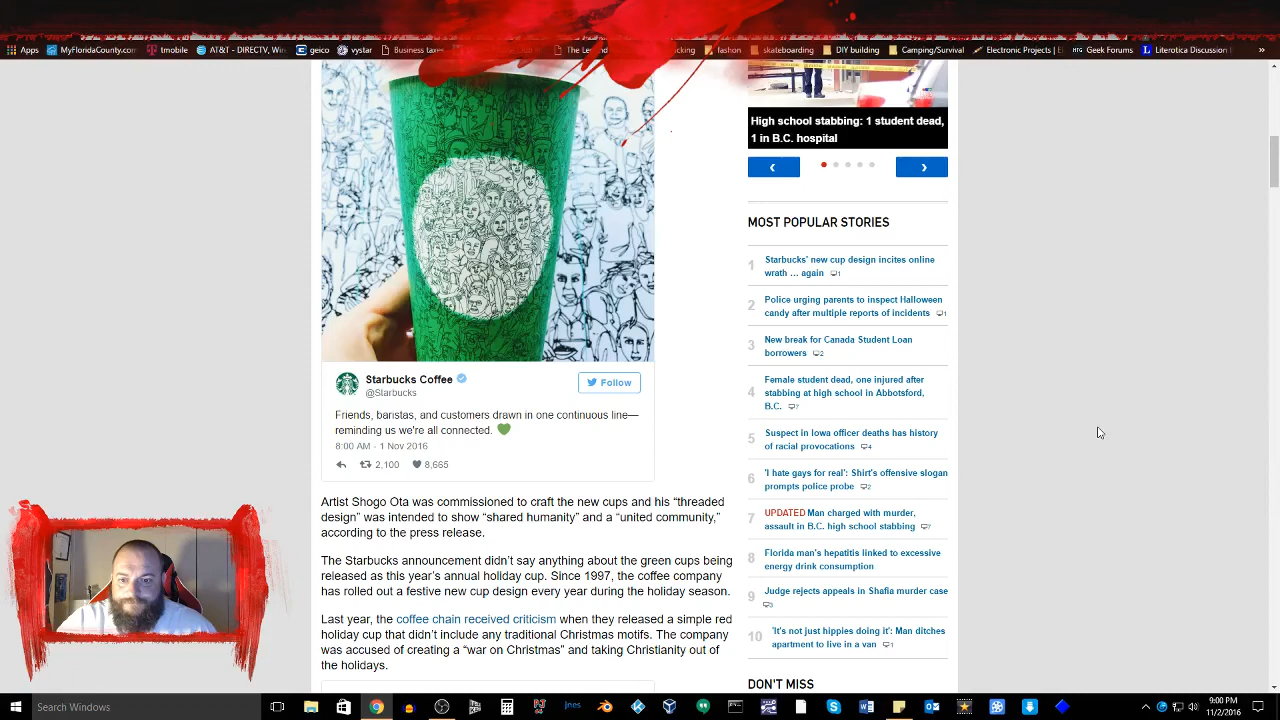 Apps MyFloridaCounty.com tmobile AT&T - DIRECTV, Win geico vystar Business taxes fashon skateboarding DIY building Camping/Survival Electronic Projects | E Geek Forums Literotica Discussion »
High school stabbing: 1 student dead,
1 in B.C. hospital
MOST POPULAR STORIES
1 Starbucks' new cup design incites online
wrath ... again 1
2 Police urging parents to inspect Halloween
candy after multiple reports of incidents 1
3 New break for Canada Student Loan
borrowers 2
4 Female student dead, one injured after
stabbing at high school in Abbotsford,
B.C. 7
5 Suspect in Iowa officer deaths has history
of racial provocations 4
6 'I hate gays for real': Shirt's offensive slogan
prompts police probe 2
7 UPDATED Man charged with murder,
assault in B.C. high school stabbing 7
8 Florida man's hepatitis linked to excessive
energy drink consumption
9 Judge rejects appeals in Shafia murder case
3
10 'It's not just hippies doing it': Man ditches
apartment to live in a van 1
DON'T MISS
Starbucks Coffee
@Starbucks
Follow
Friends, baristas, and customers drawn in one continuous line—
reminding us we're all connected.
8:00 AM - 1 Nov 2016
2,100 8,665
Artist Shogo Ota was commissioned to craft the new cups and his “threaded
design” was intended to show “shared humanity” and a “united community,”
according to the press release.
The Starbucks announcement didn’t say anything about the green cups being
released as this year’s annual holiday cup. Since 1997, the coffee company
has rolled out a festive new cup design every year during the holiday season.
Last year, the coffee chain received criticism when they released a simple red
holiday cup that didn’t include any traditional Christmas motifs. The company
was accused of creating a “war on Christmas” and taking Christianity out of
the holidays.
Search Windows
9:00 PM
11/2/2016